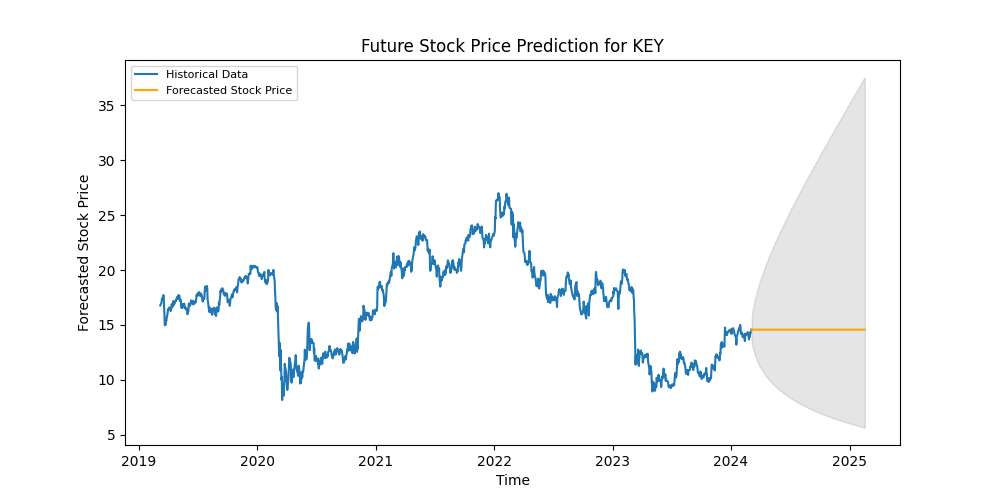 Future Stock Price Prediction for KEY
Historical Data
Forecasted Stock Price
Forecasted Stock Price
35
30
25
20
15
10
5
2019 2020 2021 2022 2023 2024 2025
Time